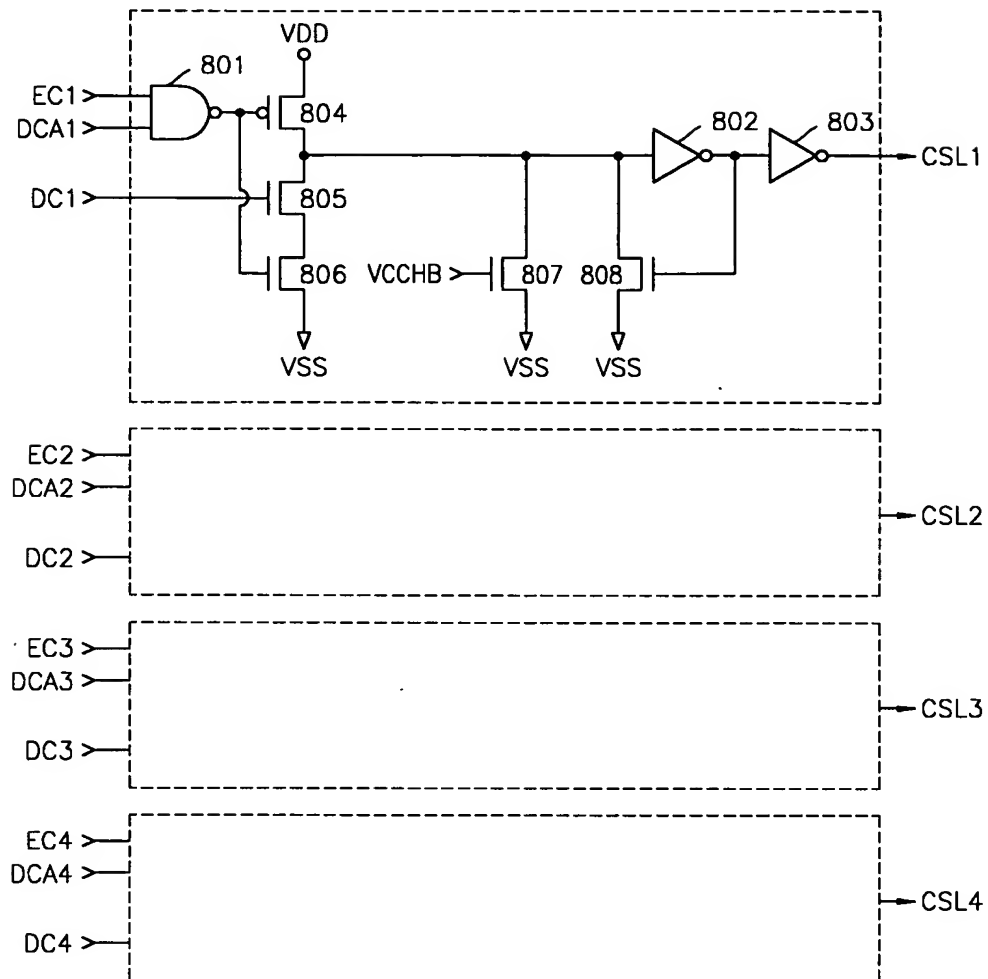 VDD
801
EC1
DCA1
804
802
803
CSL1
DC1
805
806
VCCHB
807
808
VSS
VSS
VSS
EC2
DCA2
CSL2
DC2
EC3
DCA3
CSL3
DC3
EC4
DCA4
CSL4
DC4